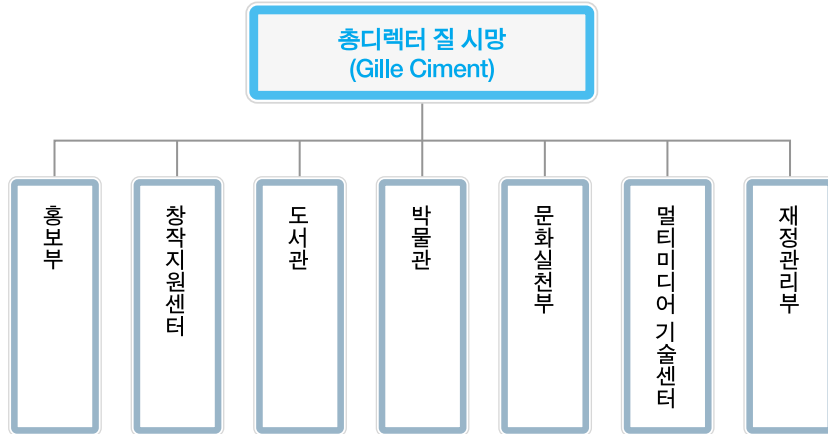 총디렉터 질 시망
(Gille Ciment)
홍보부
창작지원센터
도서관
박물관
문화실천부
멀티미디어 기술센터
재정관리부